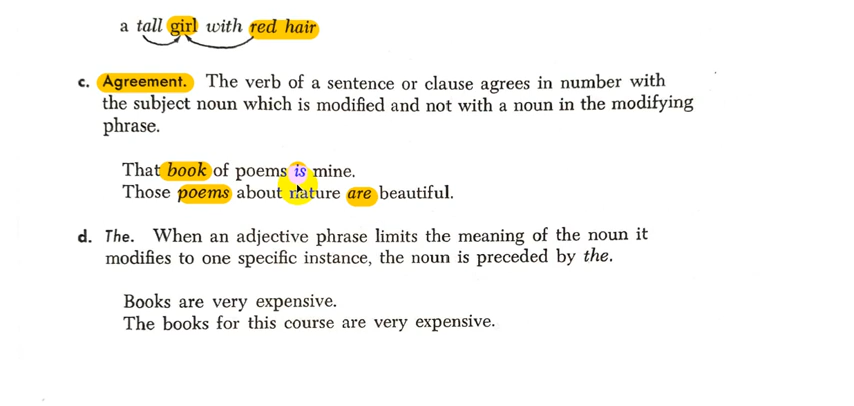 a tall girl with red hair
c. Agreement. The verb of a sentence or clause agrees in number with
the subject noun which is modified and not with a noun in the modifying
phrase.
That book of poems is mine.
Those poems about nature are beautiful.
d. The. When an adjective phrase limits the meaning of the noun it
modifies to one specific instance, the noun is preceded by the.
Books are very expensive.
The books for this course are very expensive.